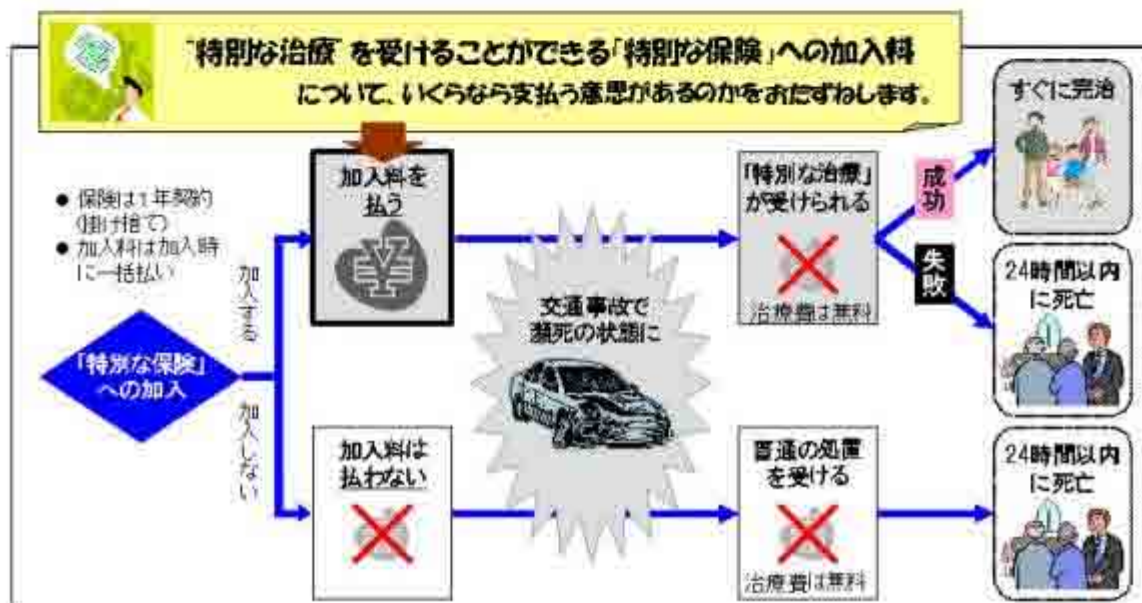 “特別な治療”を受けることができる「特別な保険」への加入料
について、いくらなら支払う意思があるのかをおたずねします。
● 保険は1年契約
(掛け捨て)
● 加入料は加入時
に一括払い
「特別な保険」
への加入
加入する
加入しない
加入料を
払う
¥
交通事故で
瀕死の状態に
「特別な治療」
が受けられる
治療費は無料
成功
失敗
すぐに完治
24時間以内
に死亡
加入料は
払わない
普通の処置
を受ける
治療費は無料
24時間以内
に死亡